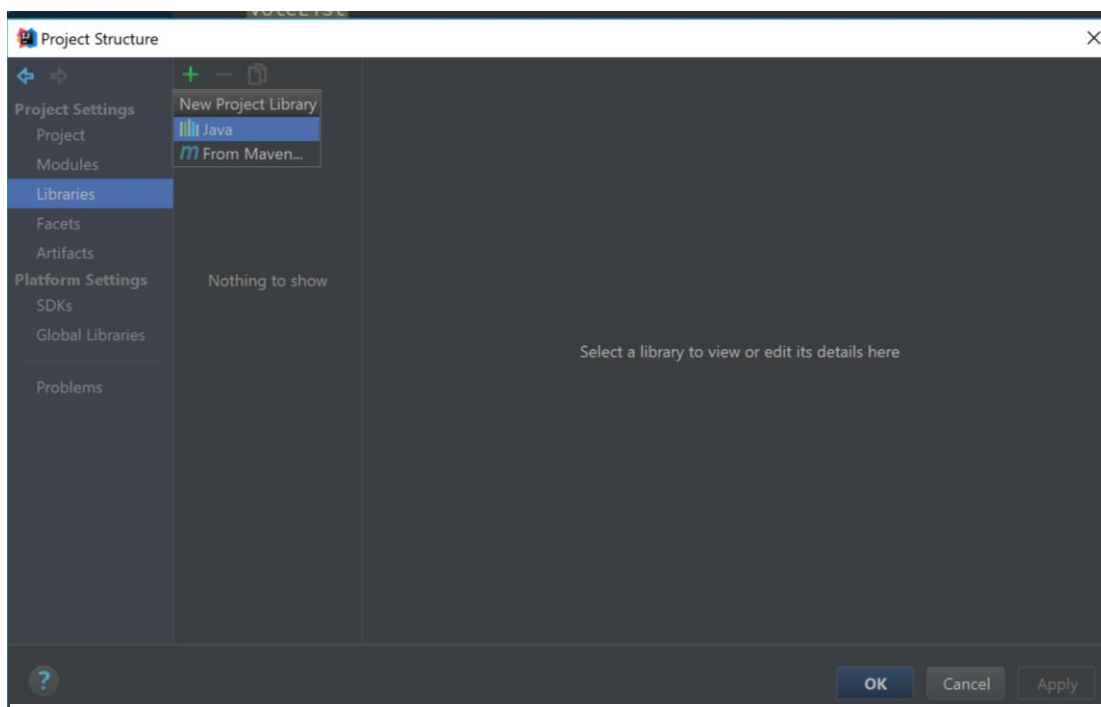 Project Structure
Project Settings
Project
Modules
Libraries
Facets
Artifacts
Platform Settings
SDKs
Global Libraries
Problems
New Project Library
Java
From Maven...
Nothing to show
Select a library to view or edit its details here
?
OK
Cancel
Apply